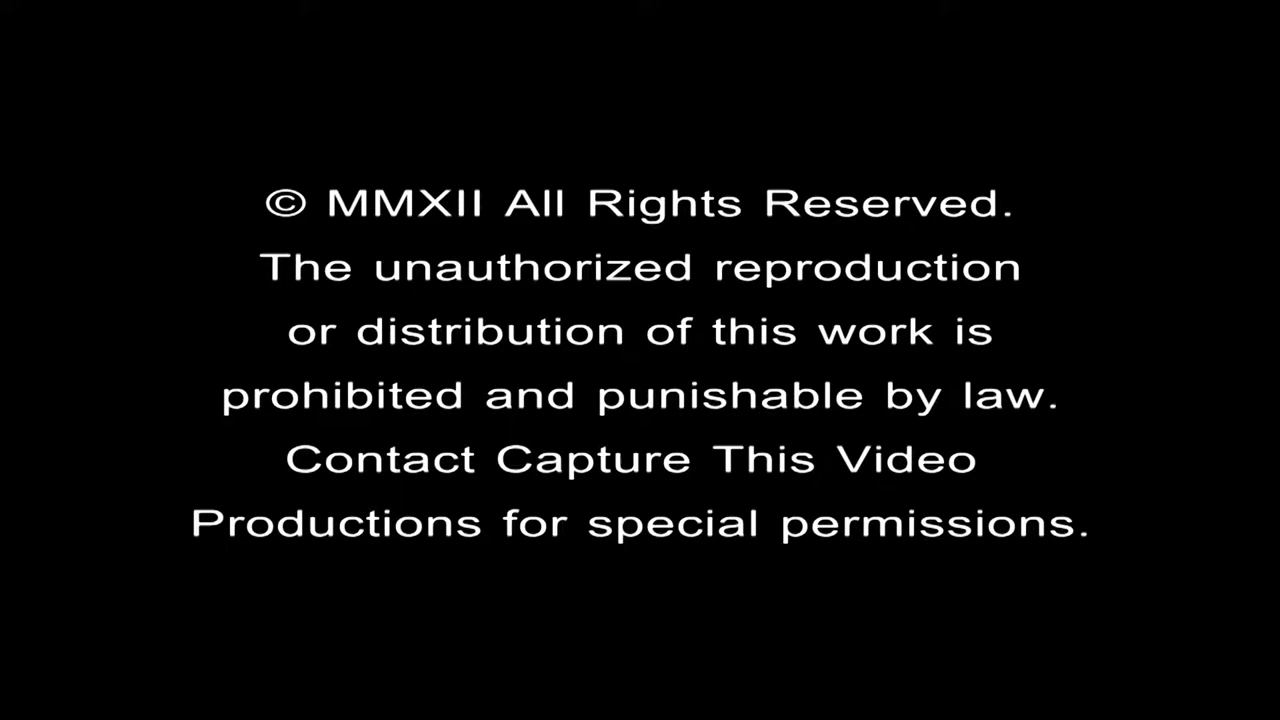 © MMXII All Rights Reserved.
The unauthorized reproduction
or distribution of this work is
prohibited and punishable by law.
Contact Capture This Video
Productions for special permissions.